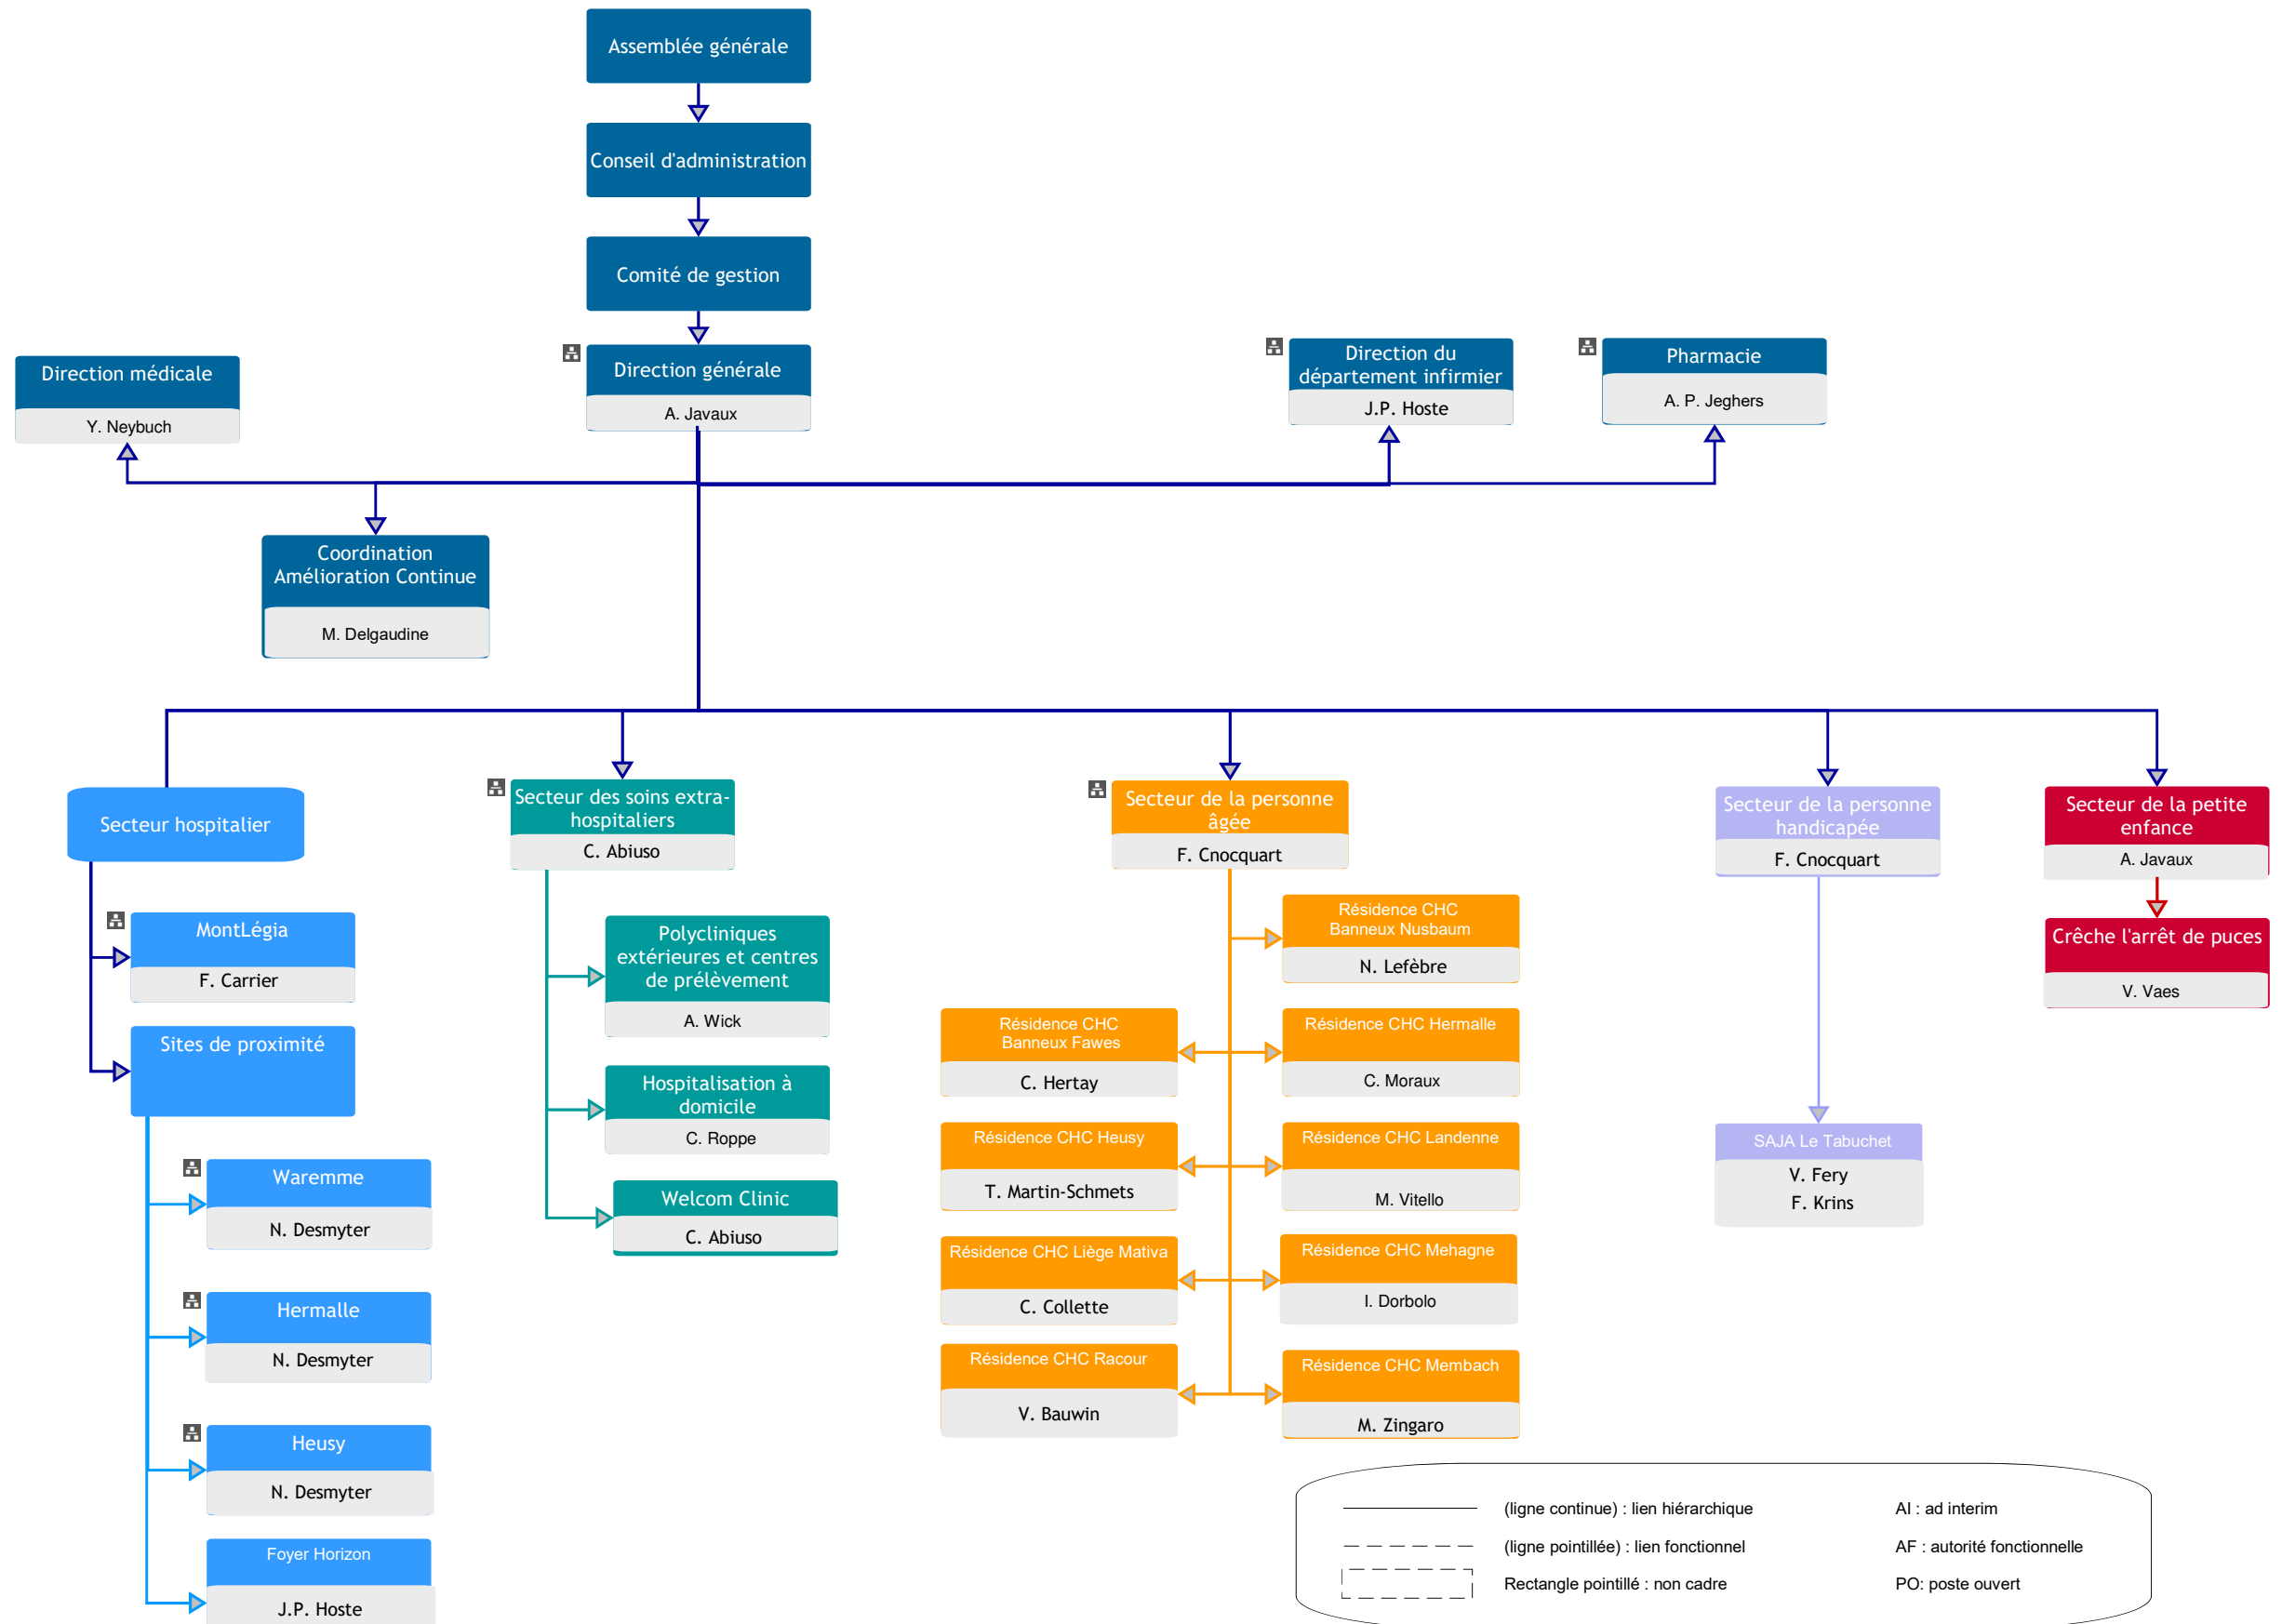 Assemblée générale
Conseil d'administration
Comité de gestion
Direction générale
A. Javaux
Direction médicale
Y. Neybuch
Direction du
département infirmier
J.P. Hoste
Pharmacie
A. P. Jeghers
Coordination
Amélioration Continue
M. Delgaudine
Secteur hospitalier
MontLégia
F. Carrier
Sites de proximité
Waremme
N. Desmyter
Hermalle
N. Desmyter
Heusy
N. Desmyter
Foyer Horizon
J.P. Hoste
Secteur des soins extra-
hospitaliers
C. Abiuso
Polycliniques
extérieures et centres
de prélèvement
A. Wick
Hospitalisation à
domicile
C. Roppe
Welcom Clinic
C. Abiuso
Secteur de la personne
âgée
F. Cnocquart
Résidence CHC
Banneux Nusbaum
N. Lefèbre
Résidence CHC
Banneux Fawes
C. Hertay
Résidence CHC Hermalle
C. Moraux
Résidence CHC Heusy
T. Martin-Schmets
Résidence CHC Landenne
M. Vitello
Résidence CHC Liège Mativa
C. Collette
Résidence CHC Mehagne
I. Dorbolo
Résidence CHC Racour
V. Bauwin
Résidence CHC Membach
M. Zingaro
Secteur de la personne
handicapée
F. Cnocquart
SAJA Le Tabuchet
V. Fery
F. Krins
Secteur de la petite
enfance
A. Javaux
Crêche l'arrêt de puces
V. Vaes
(ligne continue) : lien hiérarchique
(ligne pointillée) : lien fonctionnel
Rectangle pointillé : non cadre
AI : ad interim
AF : autorité fonctionnelle
PO: poste ouvert